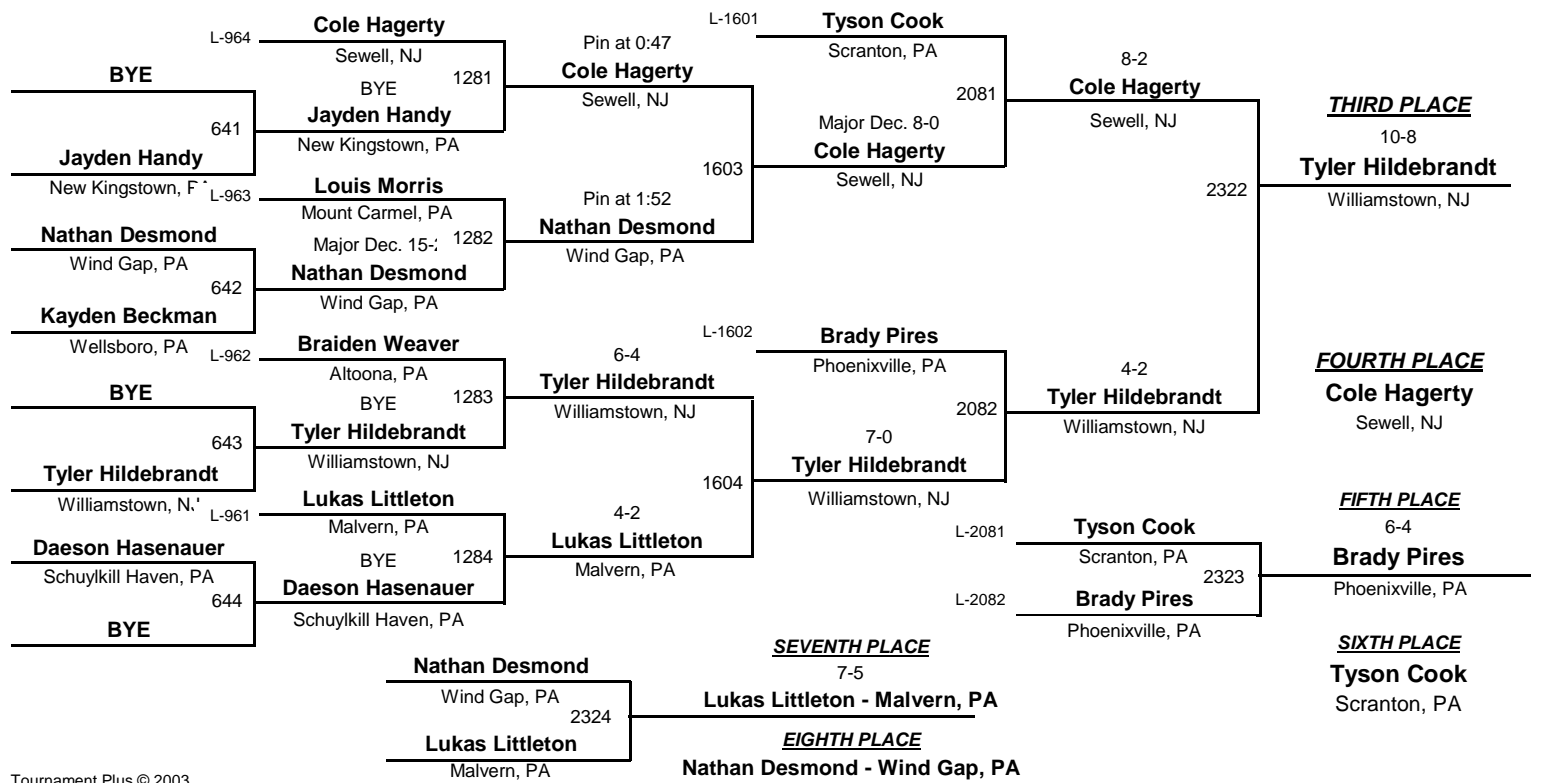 L-964
Cole Hagerty
Sewell, NJ
BYE
641
Jayden Handy
New Kingstown,
BYE
1281
Jayden Handy
New Kingstown, PA
Pin at 0:47
Cole Hagerty
Sewell, NJ
L-963
Louis Morris
Mount Carmel, PA
Nathan Desmond
Wind Gap, PA
642
Kayden Beckman
Wellsboro, PA
Major Dec.
1282
Nathan Desmond
Wind Gap, PA
Pin at 1:52
Nathan Desmond
Wind Gap, PA
1603
L-1601
Tyson Cook
Scranton, PA
2081
Major Dec. 8-0
Cole Hagerty
Sewell, NJ
8-2
Cole Hagerty
Sewell, NJ
L-962
Braiden Weaver
Altoona, PA
BYE
643
Tyler Hildebrandt
Williamstown,
BYE
1283
Tyler Hildebrandt
Williamstown, NJ
6-4
Tyler Hildebrandt
Williamstown, NJ
L-961
Lukas Littleton
Malvern, PA
Daeson Hasenauer
Schuylkill Haven, PA
644
BYE
BYE
1284
Daeson Hasenauer
Schuylkill Haven, PA
4-2
Lukas Littleton
Malvern, PA
1604
L-1602
Brady Pires
Phoenixville, PA
2082
7-0
Tyler Hildebrandt
Williamstown, NJ
4-2
Tyler Hildebrandt
Williamstown, NJ
2322
THIRD PLACE
10-8
Tyler Hildebrandt
Williamstown, NJ
FOURTH PLACE
Cole Hagerty
Sewell, NJ
L-2081
Tyson Cook
Scranton, PA
2323
L-2082
Brady Pires
Phoenixville, PA
FIFTH PLACE
6-4
Brady Pires
Phoenixville, PA
SIXTH PLACE
Tyson Cook
Scranton, PA
Nathan Desmond
Wind Gap, PA
2324
Lukas Littleton
Malvern, PA
SEVENTH PLACE
7-5
Lukas Littleton - Malvern, PA
EIGHTH PLACE
Nathan Desmond - Wind Gap, PA
Tournament Plus © 2003